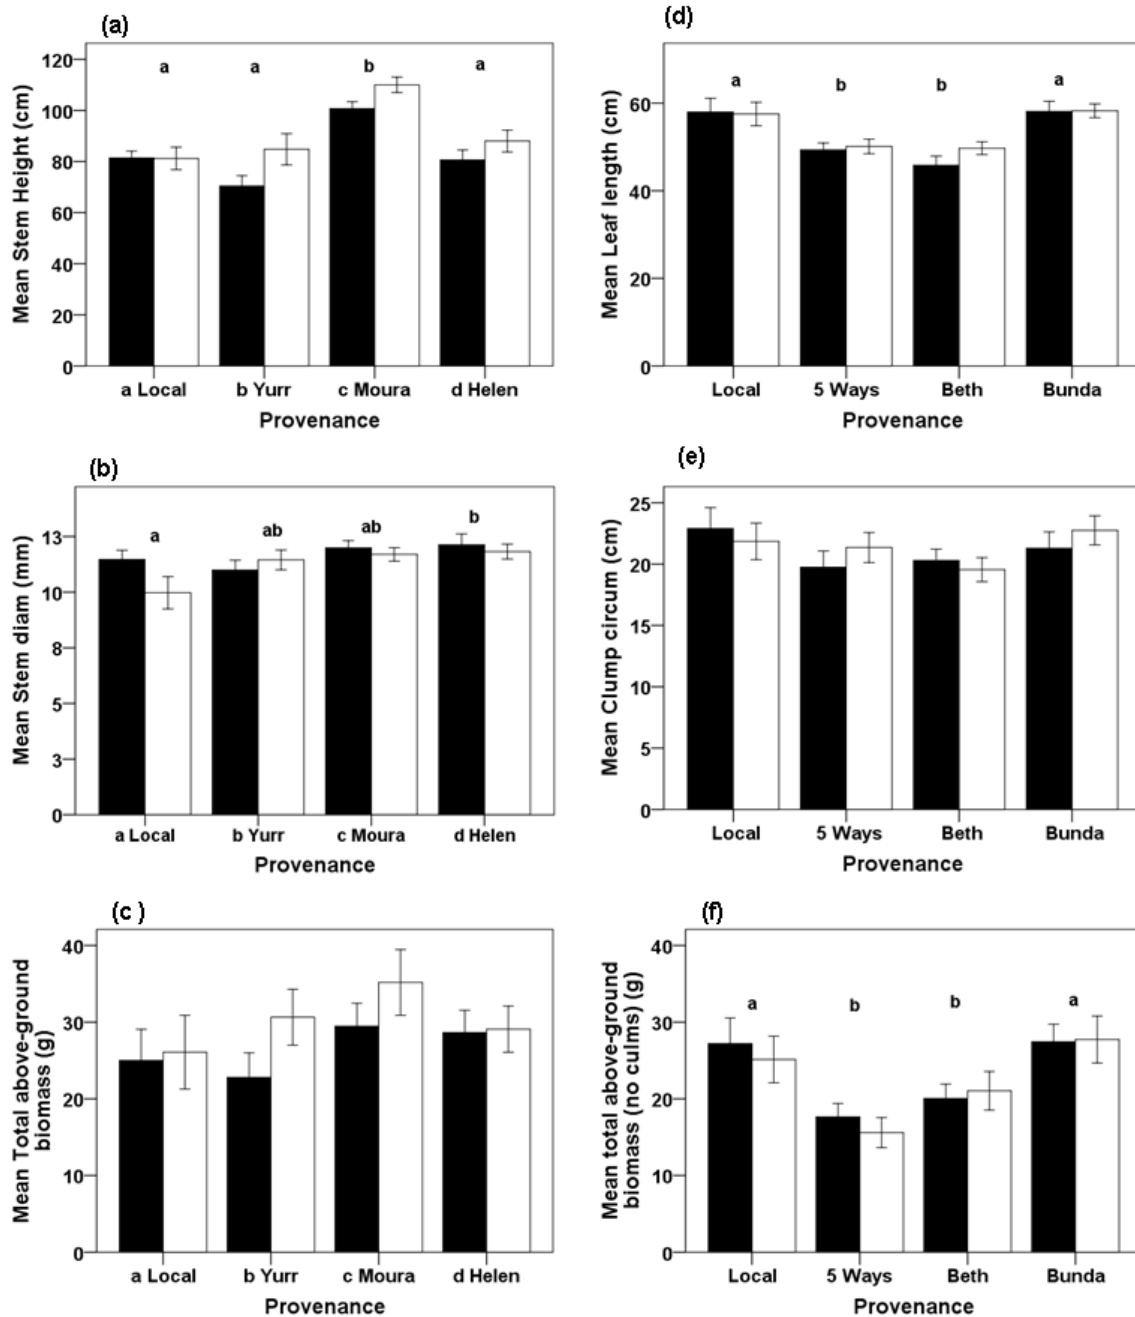 (a)
Mean Stem Height (cm)
120
100
80
60
40
20
0
a
a
b
a
a Local
b Yurr
c Moura
d Helen
Provenance
(d)
Mean Leaf length (cm)
60
40
20
0
a
b
b
a
Local
5 Ways
Beth
Bunda
Provenance
(b)
Mean Stem diam (mm)
13
10
8
5
3
0
a
ab
ab
b
a Local
b Yurr
c Moura
d Helen
Provenance
(e)
Mean Clump circum (cm)
25
20
15
10
5
0
Local
5 Ways
Beth
Bunda
Provenance
(c )
Mean Total above-ground
biomass (g)
40
30
20
10
0
a Local
b Yurr
c Moura
d Helen
Provenance
(f)
Mean total above-ground
biomass (no culms) (g)
40
30
20
10
0
a
b
b
a
Local
5 Ways
Beth
Bunda
Provenance